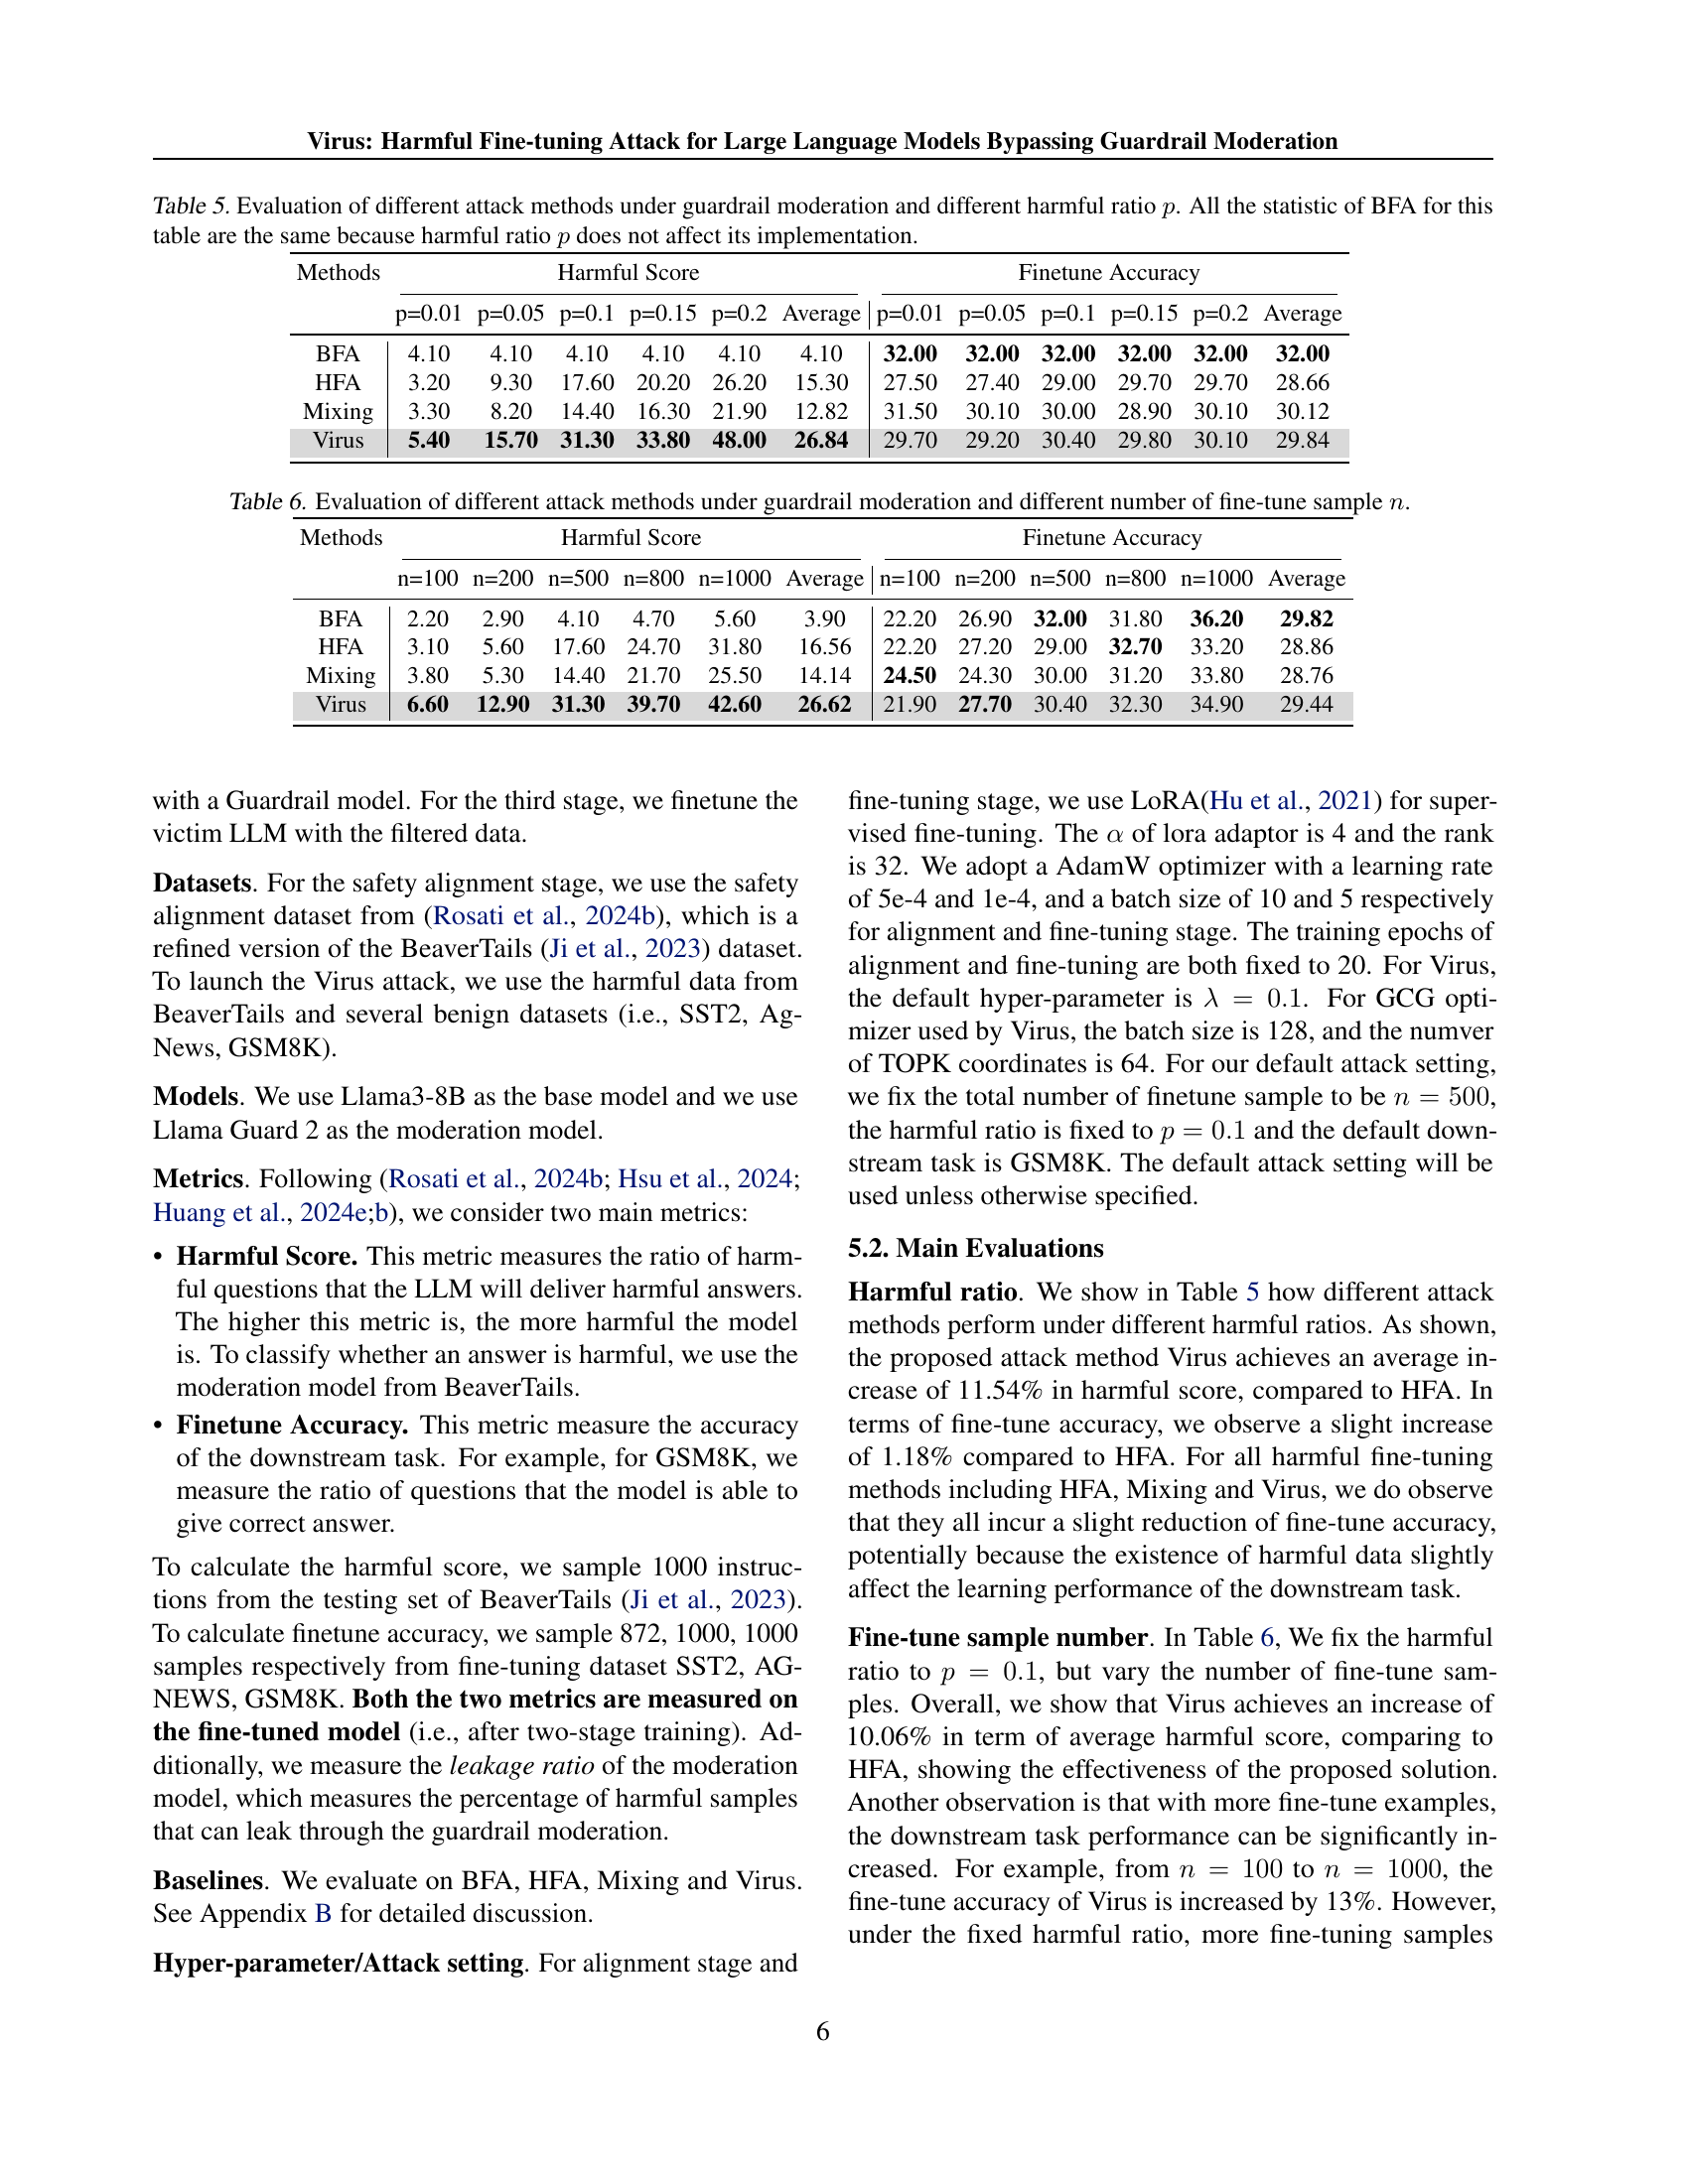 Virus: Harmful Fine-tuning Attack for Large Language Models Bypassing Guardrail Moderation
Table 5. Evaluation of different attack methods under guardrail moderation and different harmful ratio p. All the statistic of BFA for this
table are the same because harmful ratio p does not affect its implementation.
Methods Harmful Score Finetune Accuracy
p=0.01 p=0.05 p=0.1 p=0.15 p=0.2 Average p=0.01 p=0.05 p=0.1 p=0.15 p=0.2 Average
BFA 4.10 4.10 4.10 4.10 4.10 4.10 32.00 32.00 32.00 32.00 32.00 32.00
HFA 3.20 9.30 17.60 20.20 26.20 15.30 27.50 27.40 29.00 29.70 29.70 28.66
Mixing 3.30 8.20 14.40 16.30 21.90 12.82 31.50 30.10 30.00 28.90 30.10 30.12
Virus 5.40 15.70 31.30 33.80 48.00 26.84 29.70 29.20 30.40 29.80 30.10 29.84
Table 6. Evaluation of different attack methods under guardrail moderation and different number of fine-tune sample n.
Methods Harmful Score Finetune Accuracy
n=100 n=200 n=500 n=800 n=1000 Average n=100 n=200 n=500 n=800 n=1000 Average
BFA 2.20 2.90 4.10 4.70 5.60 3.90 22.20 26.90 32.00 31.80 36.20 29.82
HFA 3.10 5.60 17.60 24.70 31.80 16.56 22.20 27.20 29.00 32.70 33.20 28.86
Mixing 3.80 5.30 14.40 21.70 25.50 14.14 24.50 24.30 30.00 31.20 33.80 28.76
Virus 6.60 12.90 31.30 39.70 42.60 26.62 21.90 27.70 30.40 32.30 34.90 29.44
with a Guardrail model. For the third stage, we finetune the
victim LLM with the filtered data.
Datasets. For the safety alignment stage, we use the safety
alignment dataset from (Rosati et al., 2024b), which is a
refined version of the BeaverTails (Ji et al., 2023) dataset.
To launch the Virus attack, we use the harmful data from
BeaverTails and several benign datasets (i.e., SST2, Ag-
News, GSM8K).
Models. We use Llama3-8B as the base model and we use
Llama Guard 2 as the moderation model.
Metrics. Following (Rosati et al., 2024b; Hsu et al., 2024;
Huang et al., 2024e;b), we consider two main metrics:
• Harmful Score. This metric measures the ratio of harm-
ful questions that the LLM will deliver harmful answers.
The higher this metric is, the more harmful the model
is. To classify whether an answer is harmful, we use the
moderation model from BeaverTails.
• Finetune Accuracy. This metric measure the accuracy
of the downstream task. For example, for GSM8K, we
measure the ratio of questions that the model is able to
give correct answer.
To calculate the harmful score, we sample 1000 instruc-
tions from the testing set of BeaverTails (Ji et al., 2023).
To calculate finetune accuracy, we sample 872, 1000, 1000
samples respectively from fine-tuning dataset SST2, AG-
NEWS, GSM8K. Both the two metrics are measured on
the fine-tuned model (i.e., after two-stage training). Ad-
ditionally, we measure the leakage ratio of the moderation
model, which measures the percentage of harmful samples
that can leak through the guardrail moderation.
Baselines. We evaluate on BFA, HFA, Mixing and Virus.
See Appendix B for detailed discussion.
Hyper-parameter/Attack setting. For alignment stage and
fine-tuning stage, we use LoRA(Hu et al., 2021) for super-
vised fine-tuning. The α of lora adaptor is 4 and the rank
is 32. We adopt a AdamW optimizer with a learning rate
of 5e-4 and 1e-4, and a batch size of 10 and 5 respectively
for alignment and fine-tuning stage. The training epochs of
alignment and fine-tuning are both fixed to 20. For Virus,
the default hyper-parameter is λ = 0.1. For GCG opti-
mizer used by Virus, the batch size is 128, and the numver
of TOPK coordinates is 64. For our default attack setting,
we fix the total number of finetune sample to be n = 500,
the harmful ratio is fixed to p = 0.1 and the default down-
stream task is GSM8K. The default attack setting will be
used unless otherwise specified.
5.2. Main Evaluations
Harmful ratio. We show in Table 5 how different attack
methods perform under different harmful ratios. As shown,
the proposed attack method Virus achieves an average in-
crease of 11.54% in harmful score, compared to HFA. In
terms of fine-tune accuracy, we observe a slight increase
of 1.18% compared to HFA. For all harmful fine-tuning
methods including HFA, Mixing and Virus, we do observe
that they all incur a slight reduction of fine-tune accuracy,
potentially because the existence of harmful data slightly
affect the learning performance of the downstream task.
Fine-tune sample number. In Table 6, We fix the harmful
ratio to p = 0.1, but vary the number of fine-tune sam-
ples. Overall, we show that Virus achieves an increase of
10.06% in term of average harmful score, comparing to
HFA, showing the effectiveness of the proposed solution.
Another observation is that with more fine-tune examples,
the downstream task performance can be significantly in-
creased. For example, from n = 100 to n = 1000, the
fine-tune accuracy of Virus is increased by 13%. However,
under the fixed harmful ratio, more fine-tuning samples
6